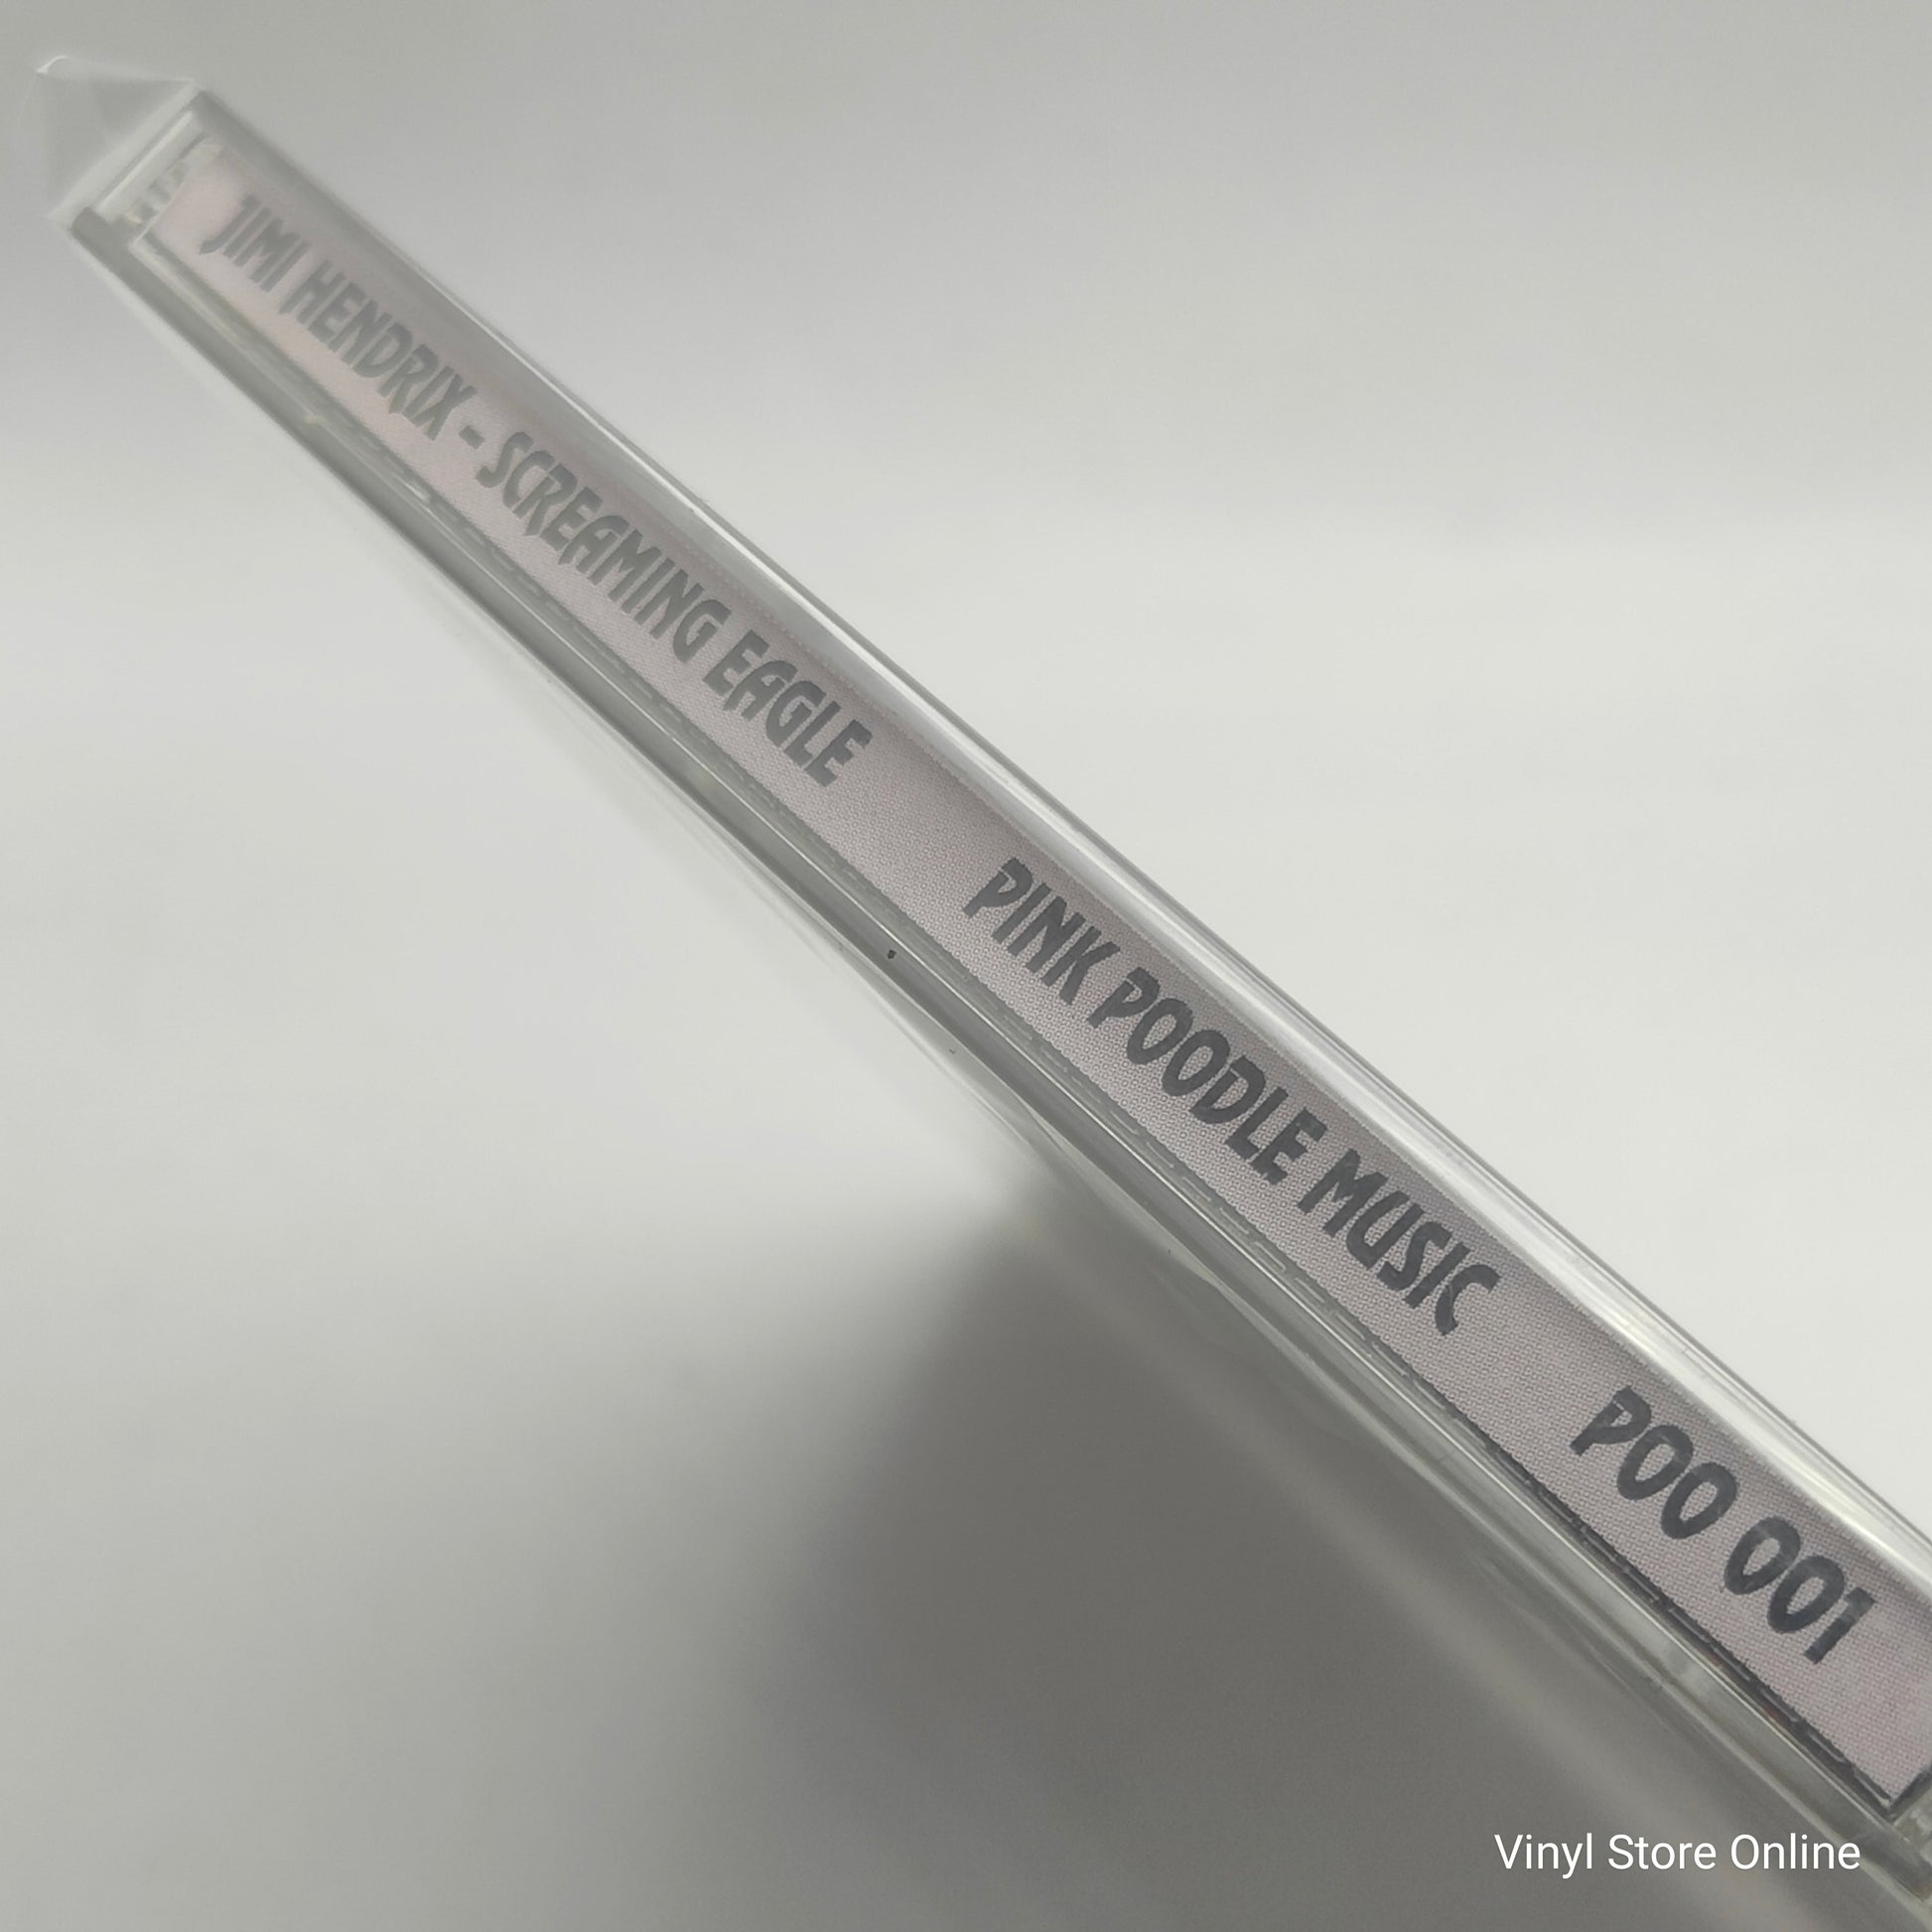 JIMI HENDRIX - SCREAMING EAGLE PINK POODLE MUSIC POO 001
Vinyl Store Online